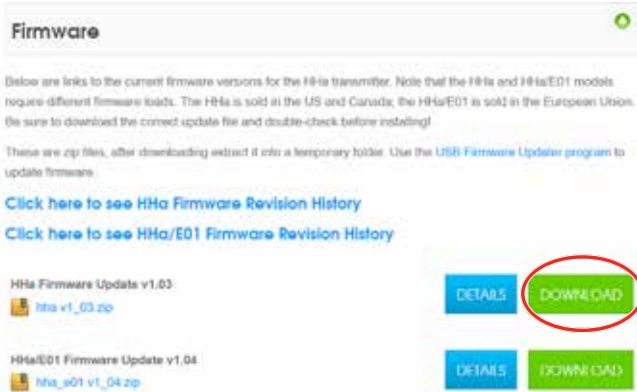 Firmware
Below are links to the current firmware versions for the HHa transmitter. Note that the HHa and HHa/E01 models
require different firmware loads. The HHa is sold in the US and Canada; the HHa/E01 is sold in the European Union.
Be sure to download the correct update file and double-check before installing!
These are zip files, after downloading extract it into a temporary folder. Use the USB Firmware Updater program to
update firmware.
Click here to see HHa Firmware Revision History
Click here to see HHa/E01 Firmware Revision History
HHa Firmware Update v1.03
DETAILS DOWNLOAD
hha v1_03.zip
HHa/E01 Firmware Update v1.04
DETAILS DOWNLOAD
hha_e01 v1_04.zip